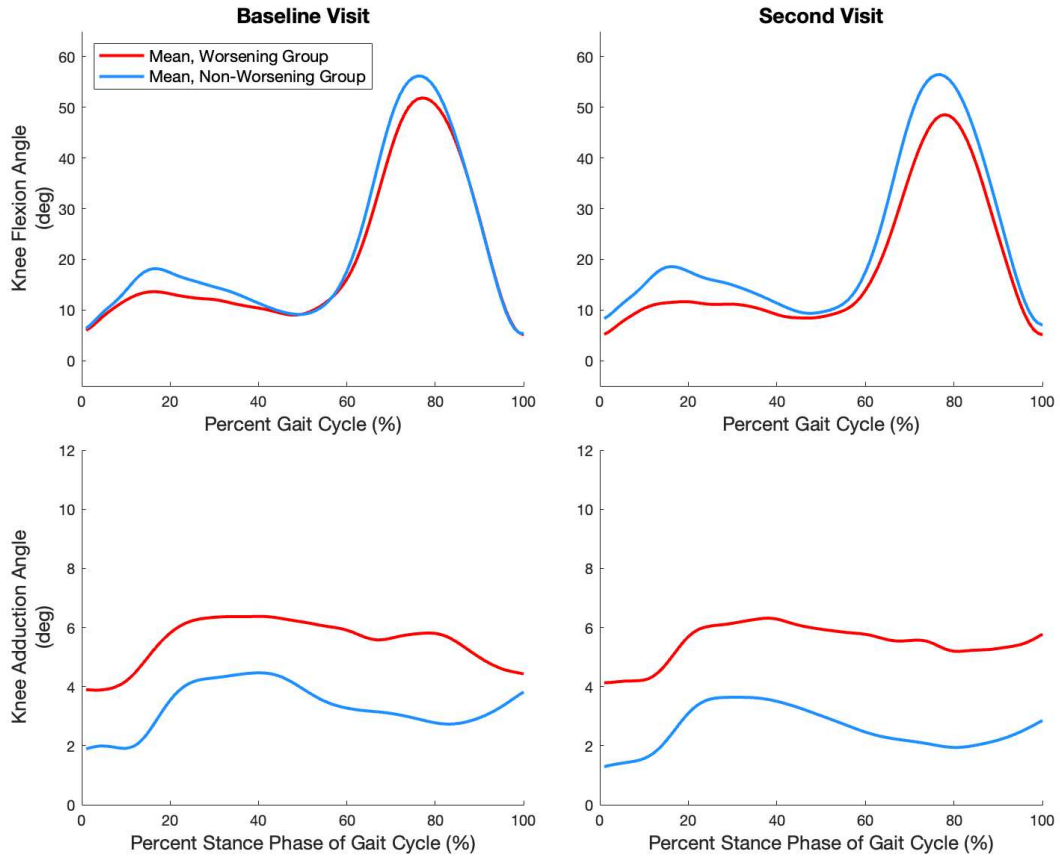 Baseline Visit
Second Visit
Mean, Worsening Group
Mean, Non-Worsening Group
Knee Flexion Angle
(deg)
60
50
40
30
20
10
0
0 20 40 60 80 100
Percent Gait Cycle (%)
60
50
40
30
20
10
0
0 20 40 60 80 100
Percent Gait Cycle (%)
Knee Adduction Angle
(deg)
12
10
8
6
4
2
0
0 20 40 60 80 100
Percent Stance Phase of Gait Cycle (%)
12
10
8
6
4
2
0
0 20 40 60 80 100
Percent Stance Phase of Gait Cycle (%)